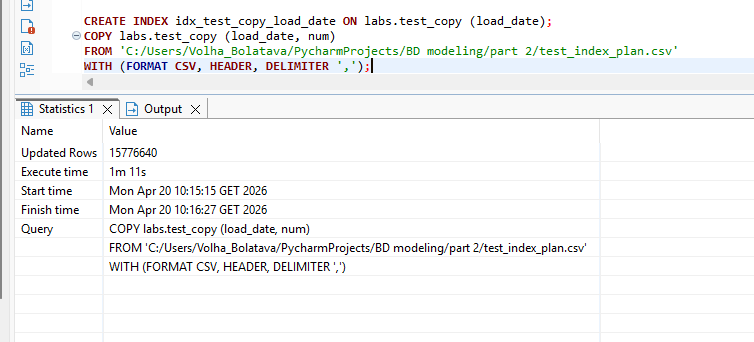 CREATE INDEX idx_test_copy_load_date ON labs.test_copy (load_date);
COPY labs.test_copy (load_date, num)
FROM 'C:/Users/Volha_Bolatava/PycharmProjects/BD modeling/part 2/test_index_plan.csv'
WITH (FORMAT CSV, HEADER, DELIMITER ',');
Statistics 1 Output
Name Value
Updated Rows 15776640
Execute time 1m 11s
Start time Mon Apr 20 10:15:15 GET 2026
Finish time Mon Apr 20 10:16:27 GET 2026
Query COPY labs.test_copy (load_date, num)
FROM 'C:/Users/Volha_Bolatava/PycharmProjects/BD modeling/part 2/test_index_plan.csv'
WITH (FORMAT CSV, HEADER, DELIMITER ',')